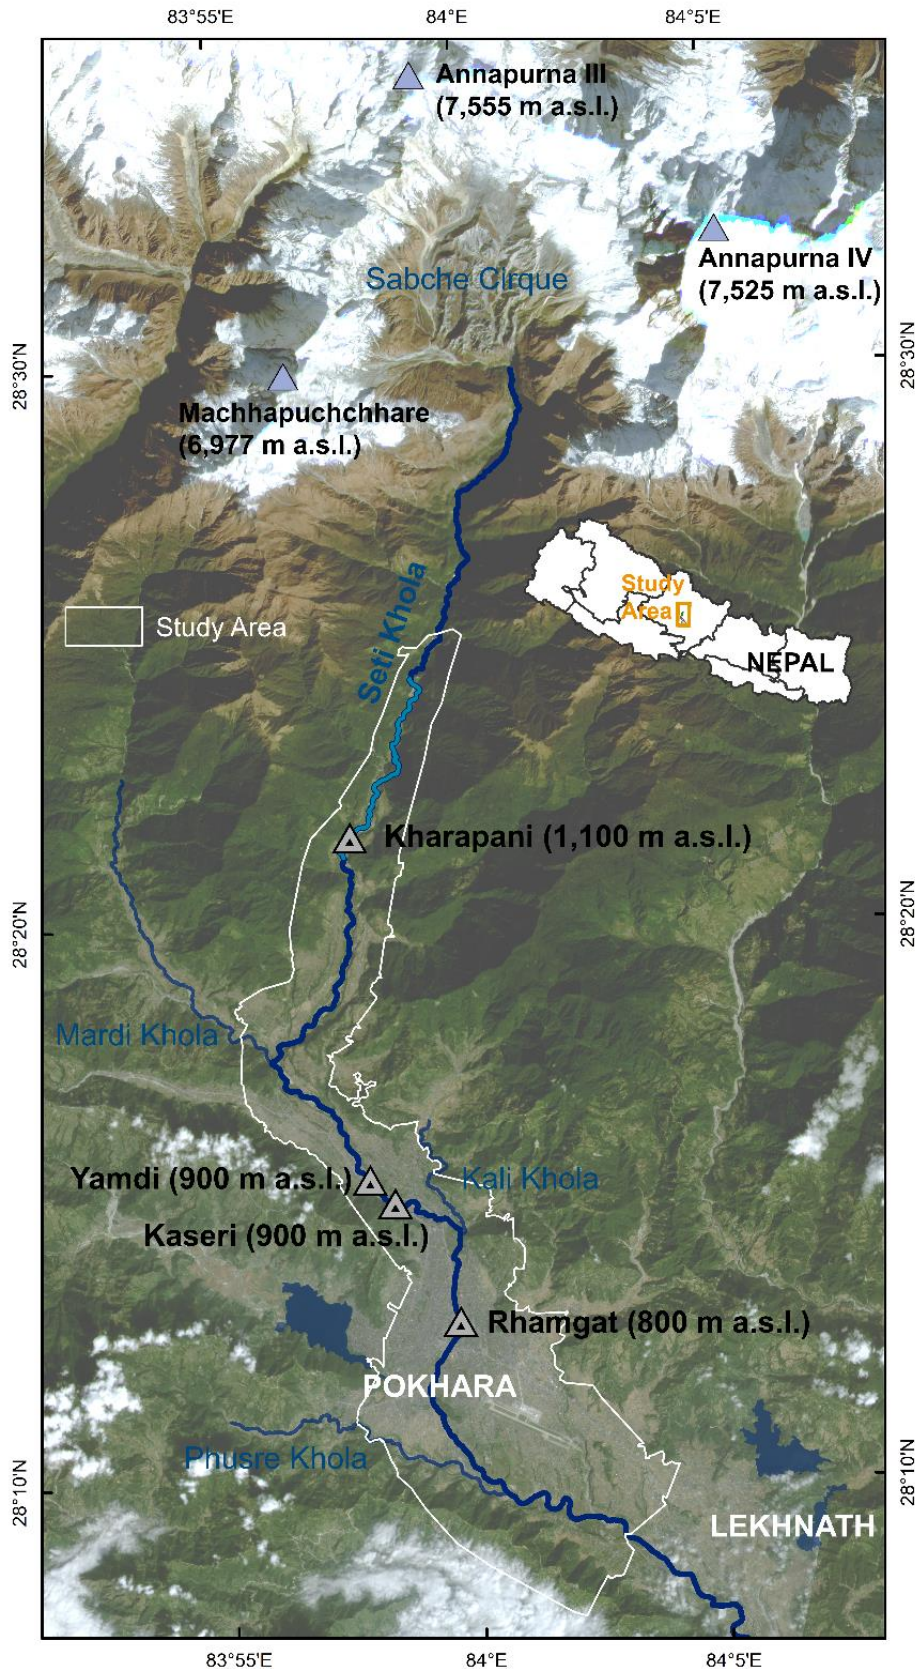 83°55'E
84°E
84°5'E
Annapurna III
(7,555 m a.s.l.)
Annapurna IV
(7,525 m a.s.l.)
Sabche Cirque
28°30'N
28°30'N
Machhapuchchhare
(6,977 m a.s.l.)
Seti Khola
Study
Area
NEPAL
Study Area
Kharapani (1,100 m a.s.l.)
28°20'N
28°20'N
Mardi Khola
Yamdi (900 m a.s.l.)
Kali Khola
Kaseri (900 m a.s.l.)
Rhamgat (800 m a.s.l.)
POKHARA
Phusre Khola
28°10'N
28°10'N
LEKHNATH
83°55'E
84°E
84°5'E